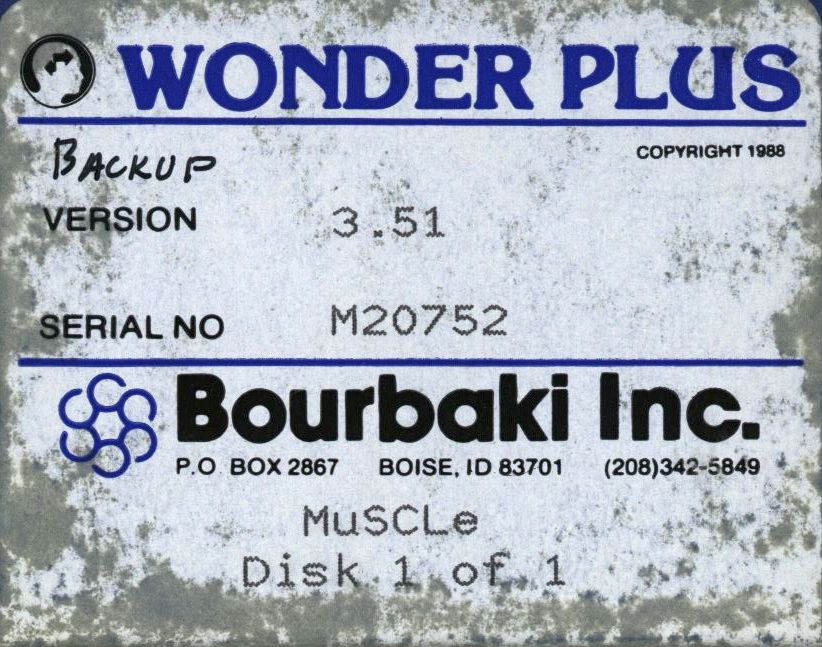 WONDER PLUS
COPYRIGHT 1988
BACKUP
VERSION 3.51
SERIAL NO M20752
Bourbaki Inc.
P.O BOX 2867 BOISE, ID 83701 (208)342-5849
MuSCLe
Disk 1 of 1